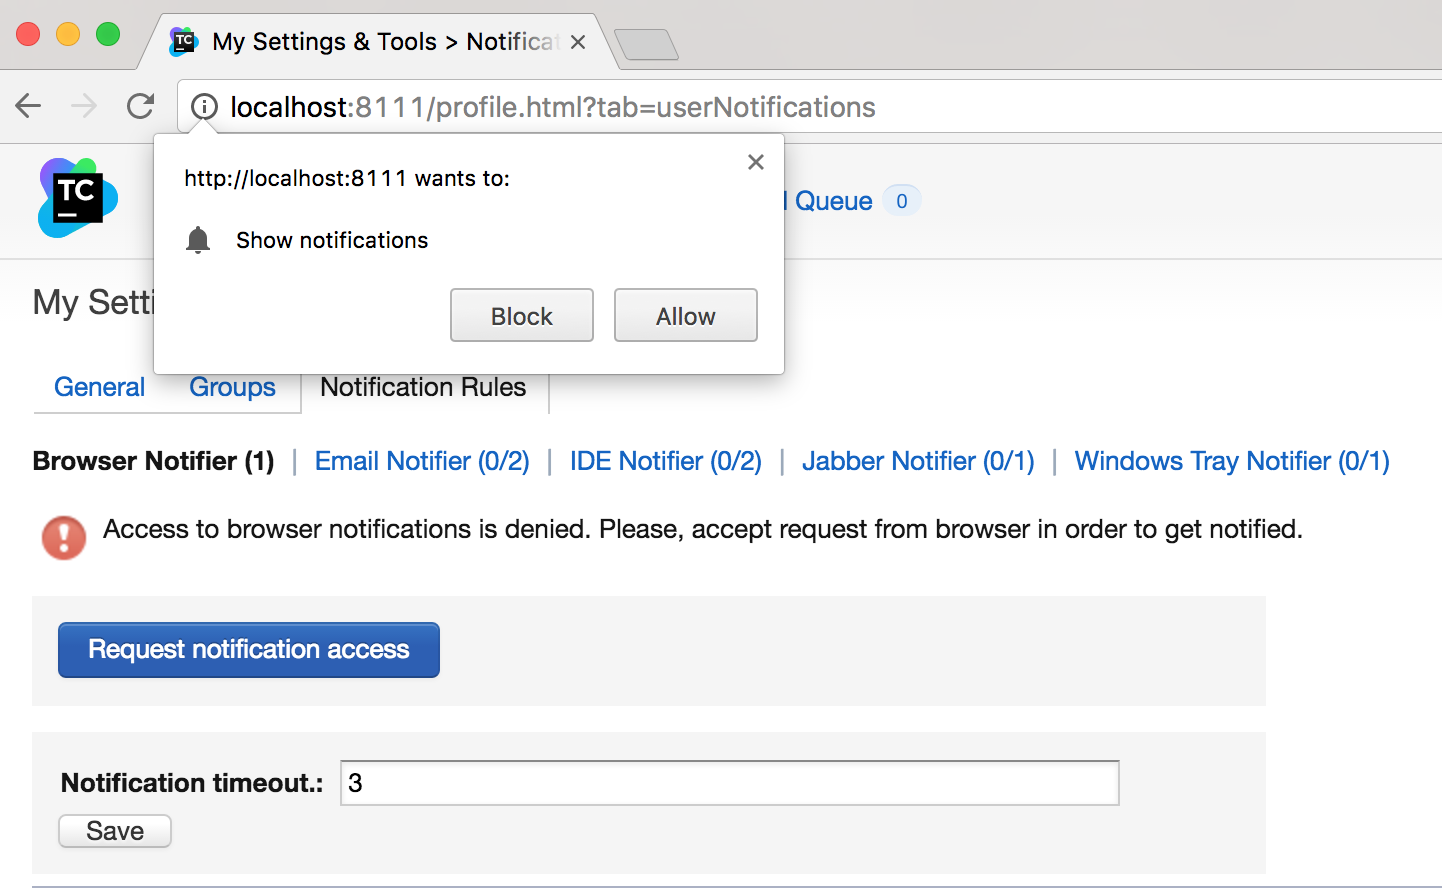 TC
My Settings & Tools > Notificat
localhost:8111/profile.html?tab=userNotifications
TC
http://localhost:8111 wants to:
Queue 0
Show notifications
Block Allow
My Setti
General Groups Notification Rules
Browser Notifier (1) | Email Notifier (0/2) | IDE Notifier (0/2) | Jabber Notifier (0/1) | Windows Tray Notifier (0/1)
Access to browser notifications is denied. Please, accept request from browser in order to get notified.
Request notification access
Notification timeout.: 3
Save